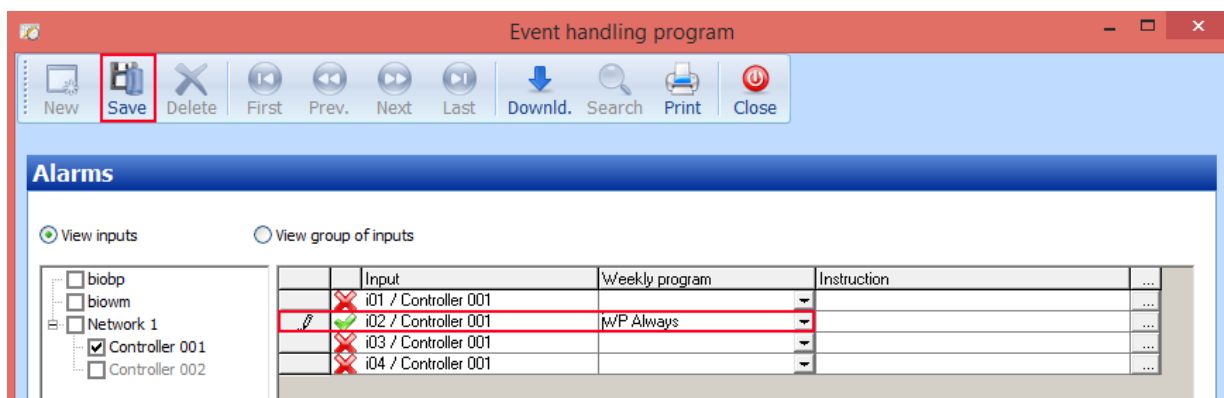 Event handling program
New Save Delete First Prev. Next Last Downld. Search Print Close
Alarms
View inputs View group of inputs
biobp
biowm
Network 1
Controller 001
Controller 002
Input Weekly program Instruction ...
i01 / Controller 001 ...
i02 / Controller 001 WP Always ...
i03 / Controller 001 ...
i04 / Controller 001 ...